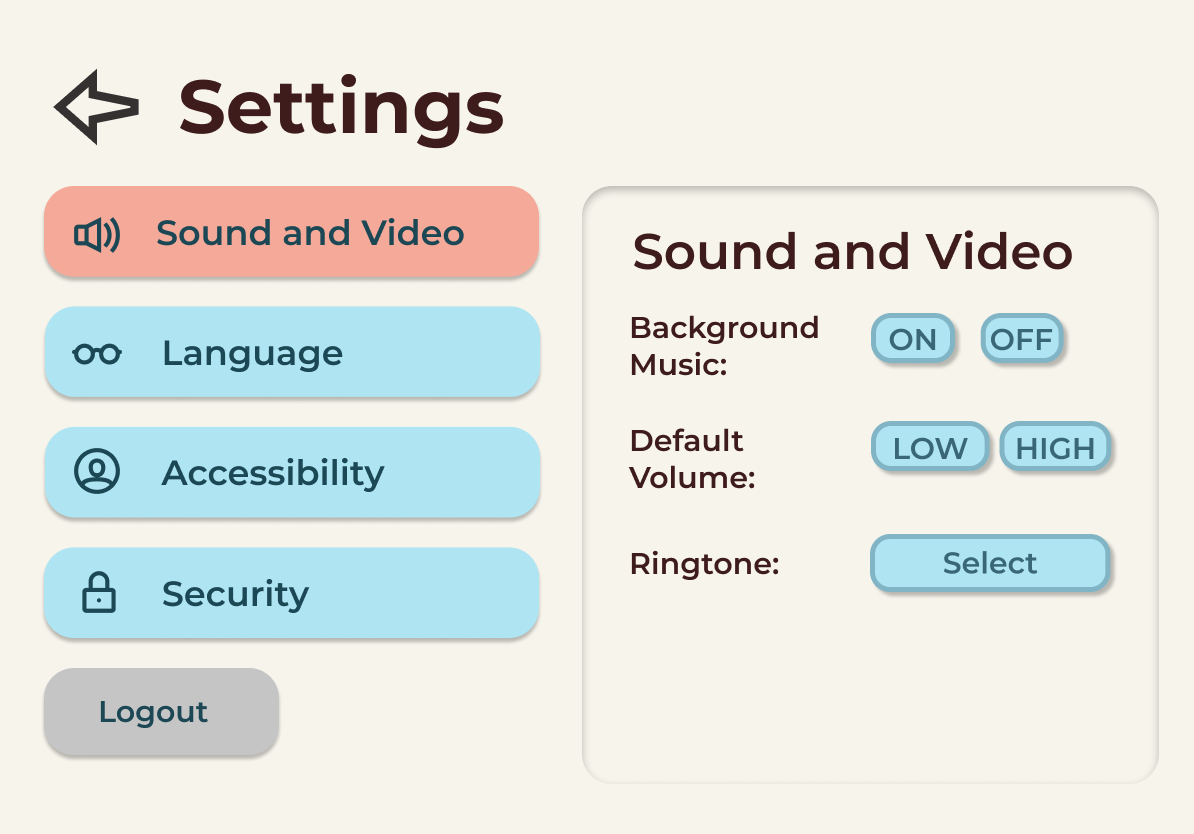 Settings
Sound and Video
Language
Accessibility
Security
Logout
Sound and Video
Background
Music:
ON OFF
Default
Volume:
LOW HIGH
Ringtone:
Select